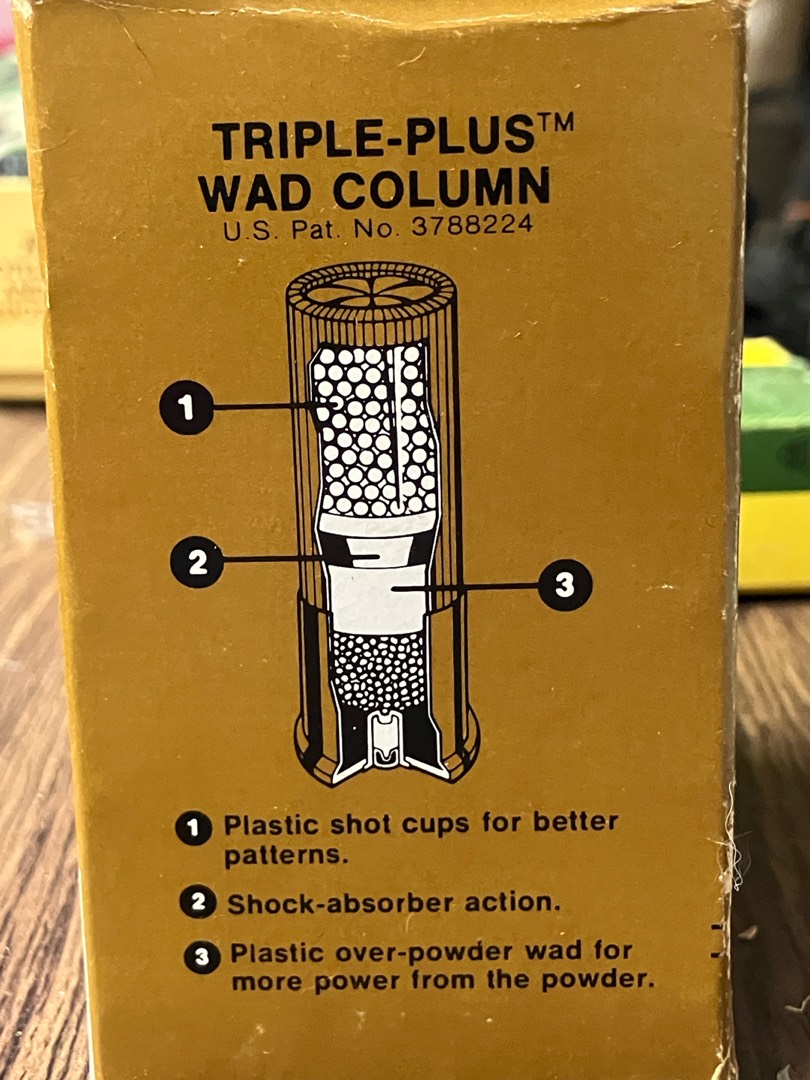 TRIPLE-PLUS™
WAD COLUMN
U.S. Pat. No. 3788224
1
2
3
1 Plastic shot cups for better
patterns.
2 Shock-absorber action.
3 Plastic over-powder wad for
more power from the powder.